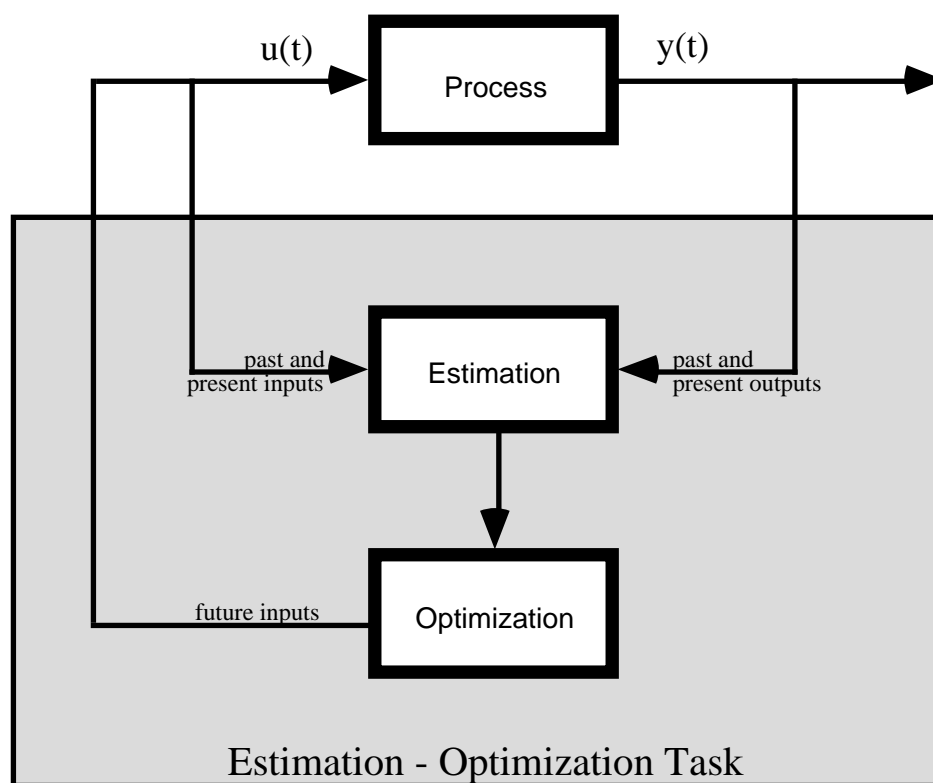 u(t)
y(t)
Process
past and
present inputs
Estimation
past and
present outputs
future inputs
Optimization
Estimation - Optimization Task